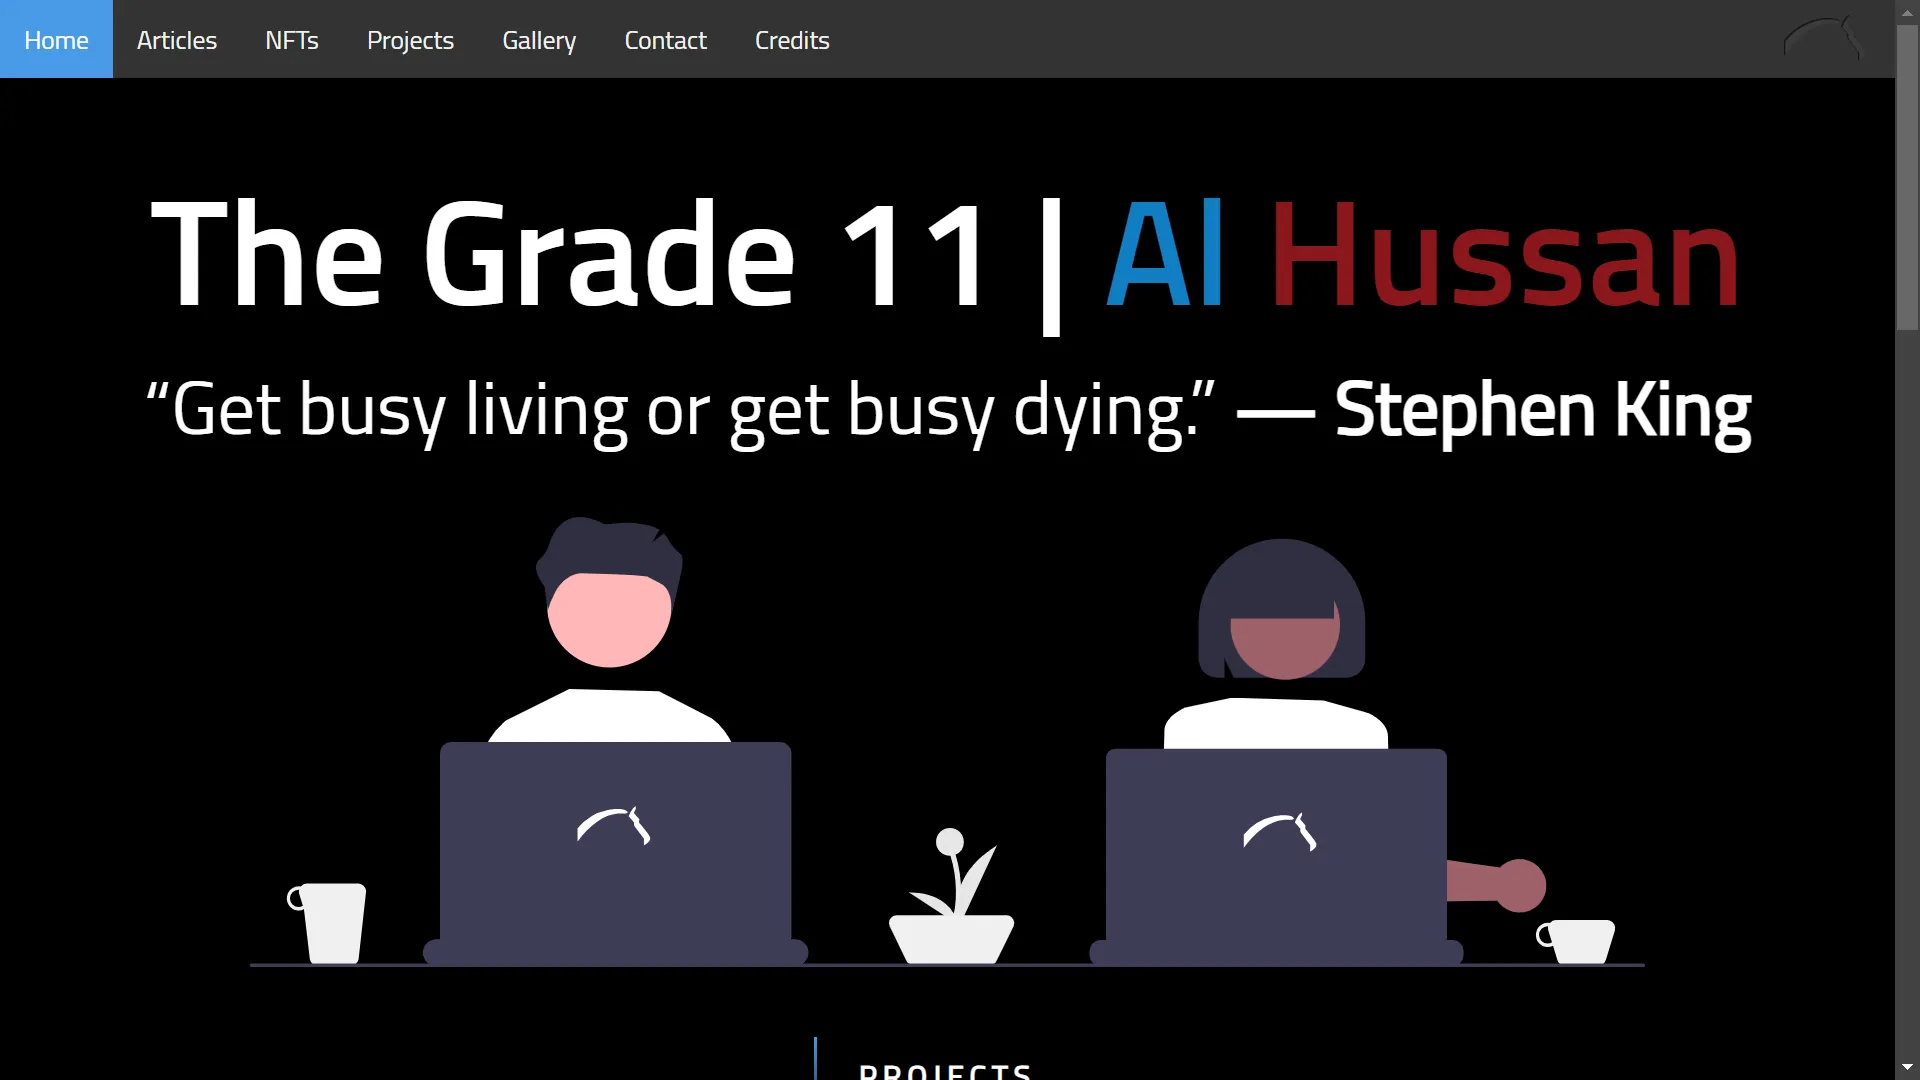 Home Articles NFTs Projects Gallery Contact Credits
The Grade 11 | Al Hussan
“Get busy living or get busy dying.” — Stephen King
PROJECTS